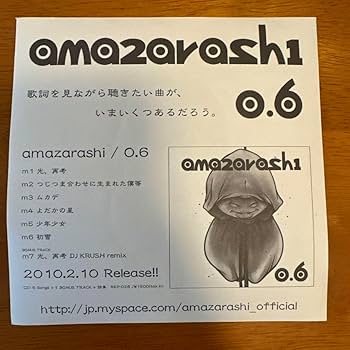 amazarashi
歌詞を見ながら聴きたい曲が、
いまいくつあるだろう。
0.6
amazarashi / 0.6
m1 光、再考
m2 つじつま合わせに生まれた僕等
m3 ムカデ
m4 よだかの星
m5 少年少女
m6 初雪
BONUS TRACK
m7 光、再考 DJ KRUSH remix
2010.2.10 Release!!
amazarashi
0.6
http://jp.myspace.com/amazarashi_official